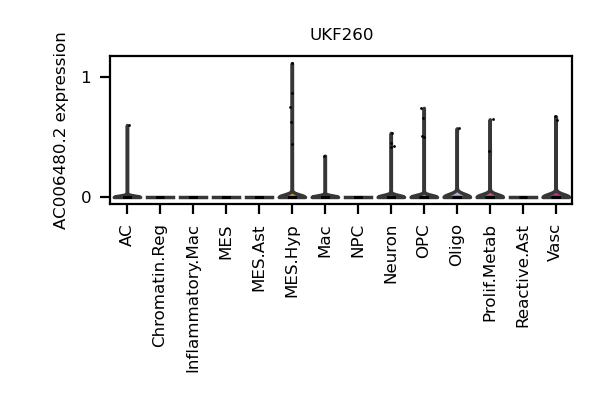 UKF260
AC006480.2 expression
1
0
AC
Chromatin.Reg
Inflammatory.Mac
MES
MES.Ast
MES.Hyp
Mac
NPC
Neuron
OPC
Oligo
Prolif.Metab
Reactive.Ast
Vasc